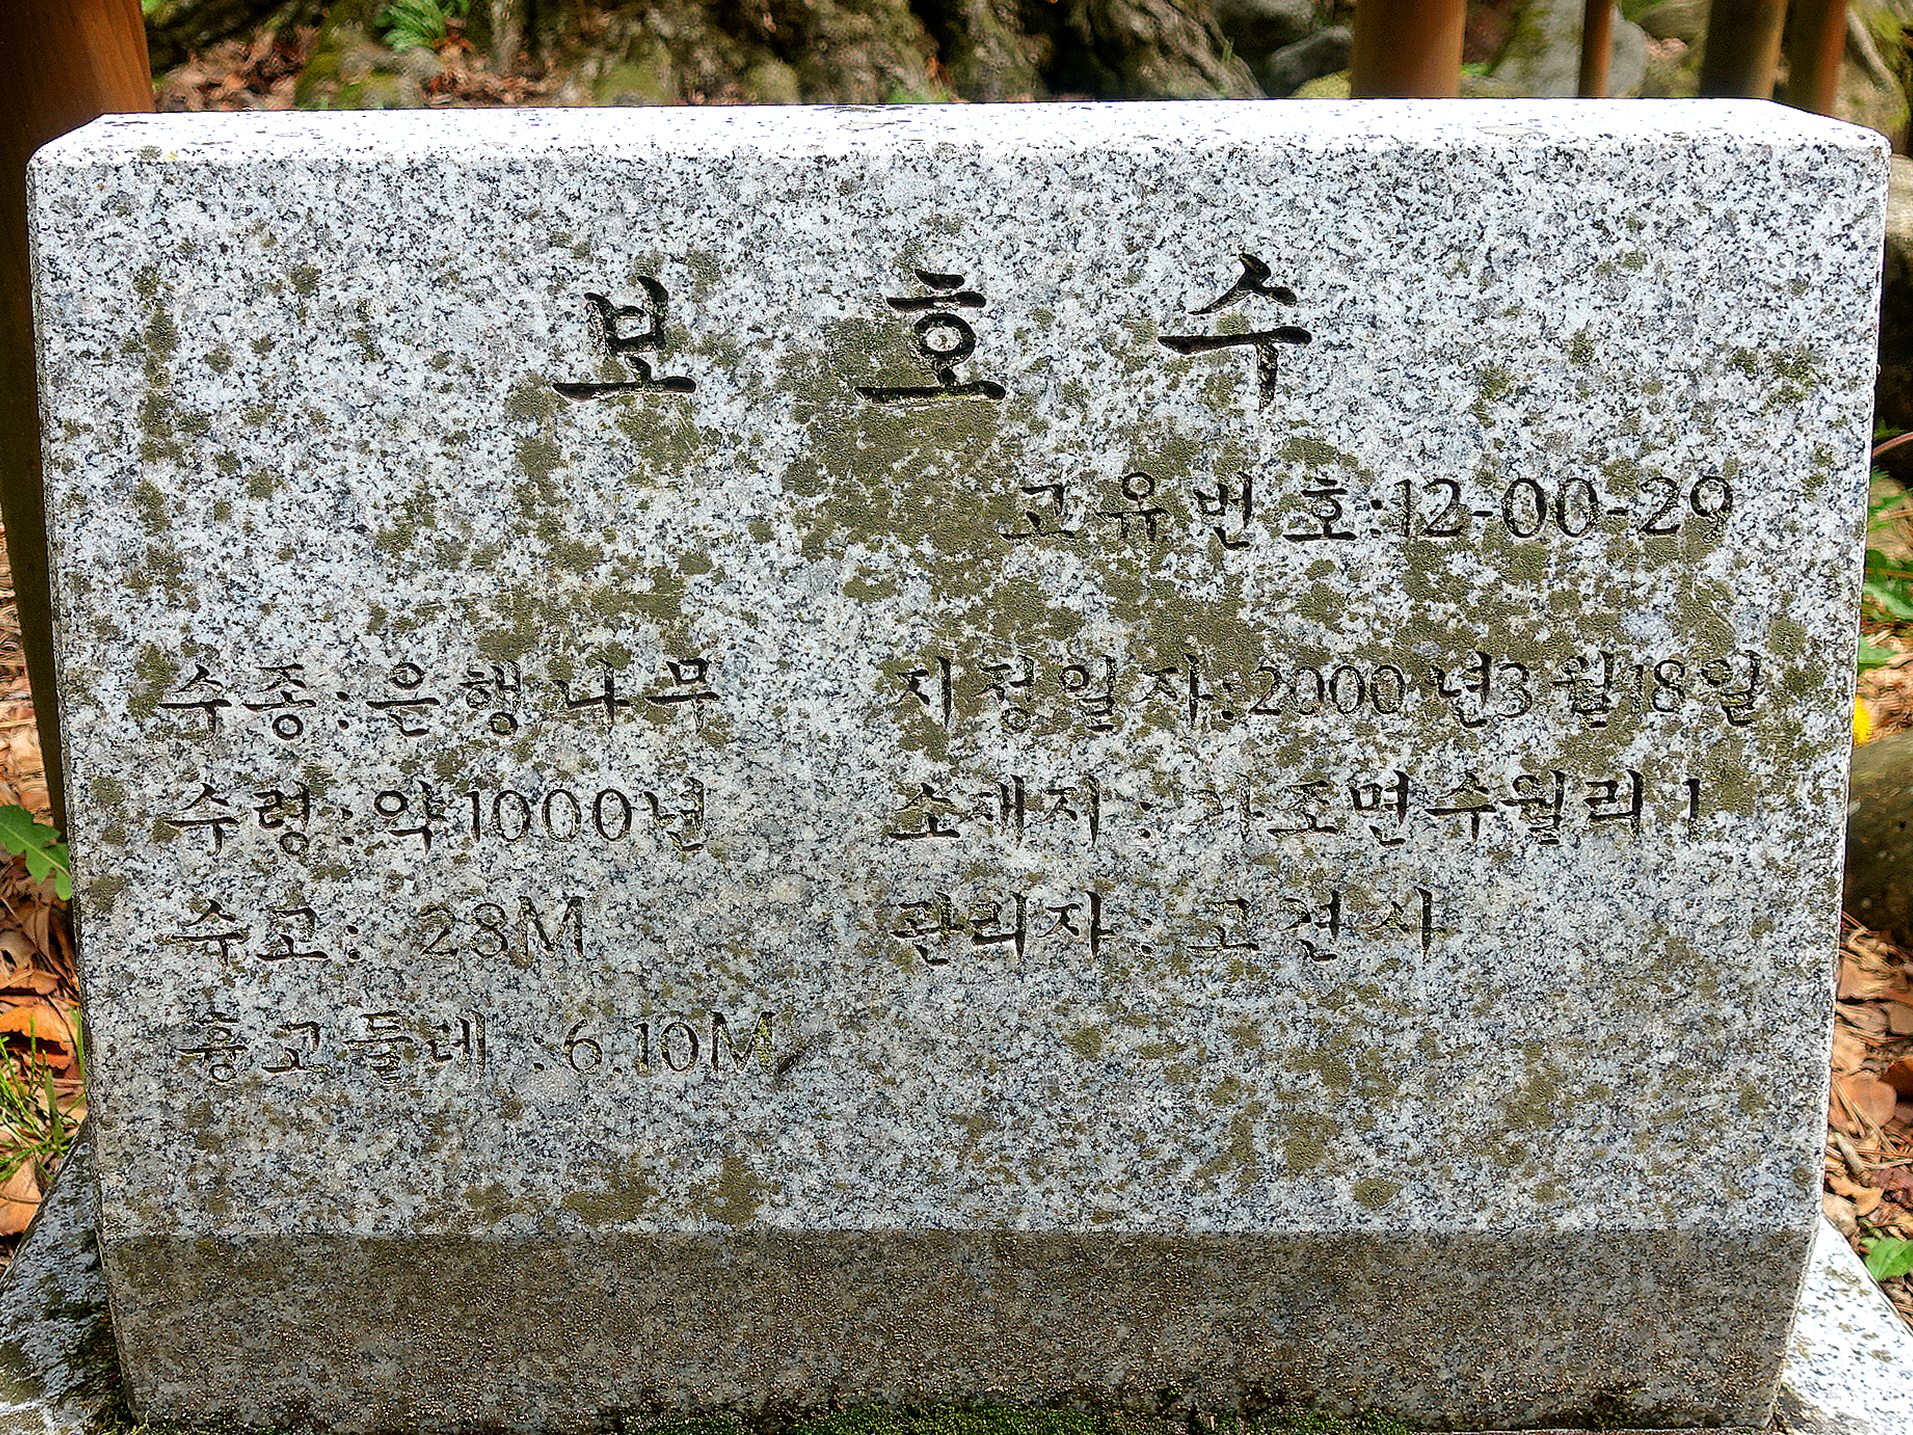 보호수
고유번호:12-00-29
수종:은행나무 지정일자:2000년3월18일
수령:약1000년 소재지:가조면수월리 1
수고: 28M 관리자:고견사
흉고둘레 :6.10M